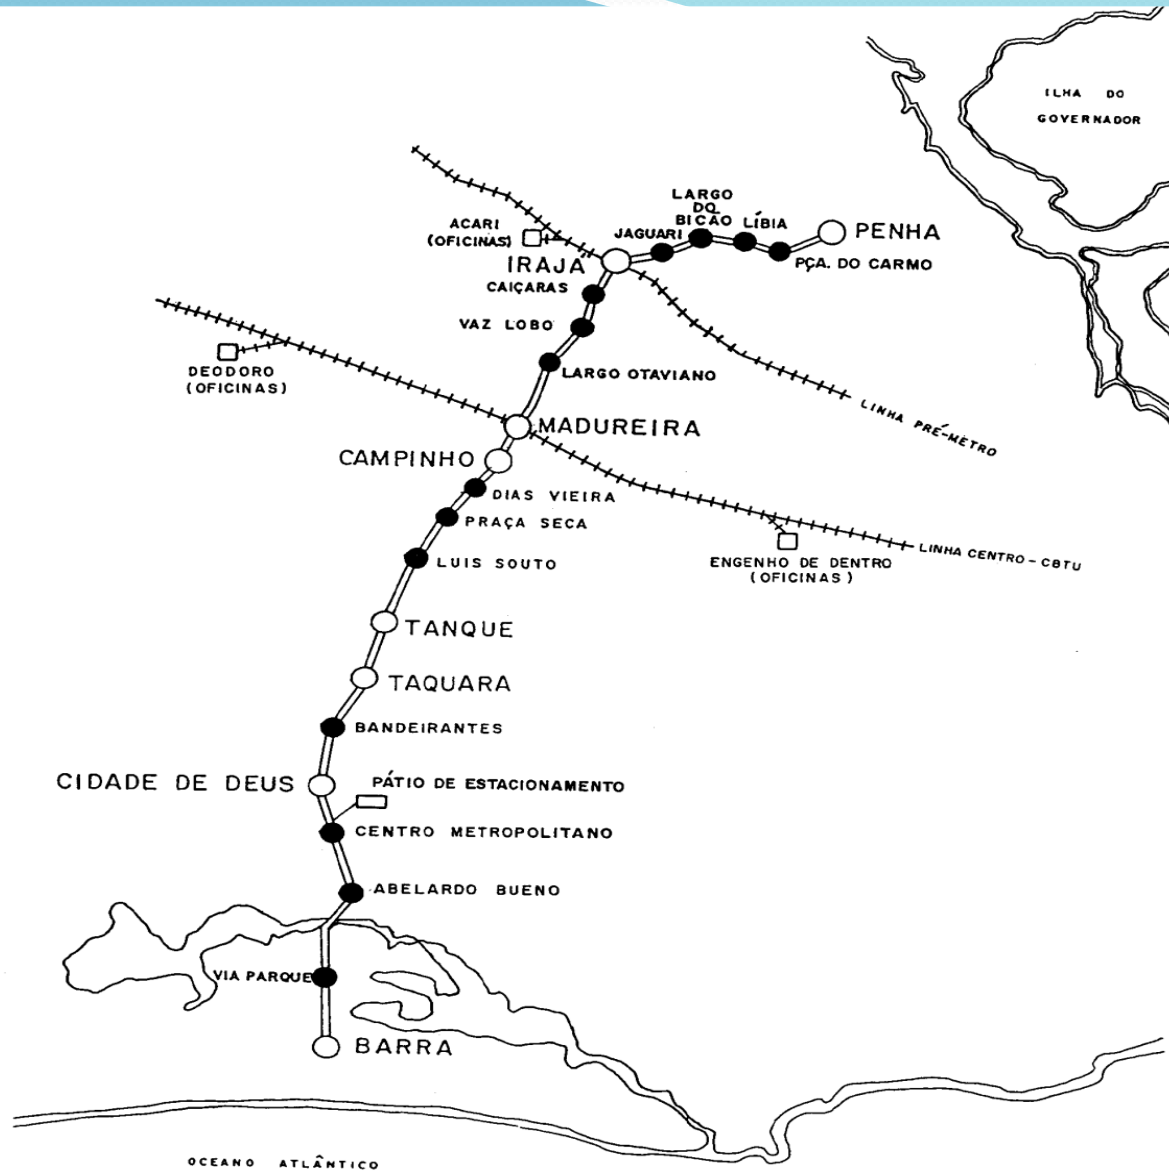 ILHA DO
GOVERNADOR
LARGO
DO
BICÃO
LÍBIA
JAGUARI
PENHA
ACARI
(OFICINAS)
IRAJA
PÇA. DO CARMO
CAIÇARAS
VAZ LOBO
DEODORO
(OFICINAS)
LARGO OTAVIANO
LINHA PRÉ-METRO
MADUREIRA
CAMPINHO
DIAS VIEIRA
PRAÇA SECA
LUIS SOUTO
LINHA CENTRO-CBTU
ENGENHO DE DENTRO
(OFICINAS)
TANQUE
TAQUARA
BANDEIRANTES
CIDADE DE DEUS
PÁTIO DE ESTACIONAMENTO
CENTRO METROPOLITANO
ABELARDO BUENO
VIA PARQUE
BARRA
OCEANO ATLÂNTICO